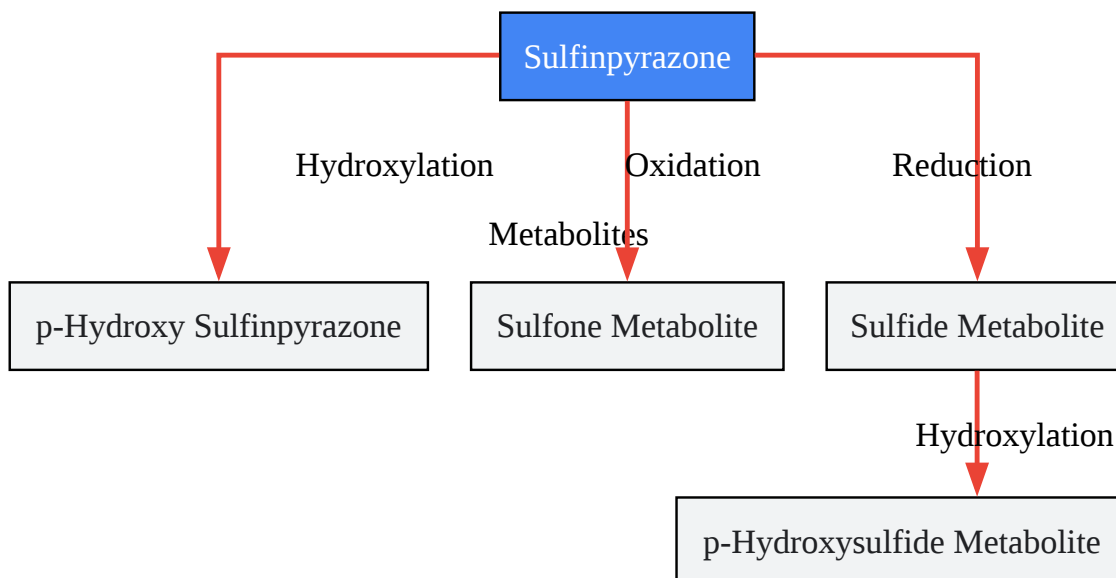 Sulfinpyrazone
Hydroxylation
Oxidation
Reduction
Metabolites
p-Hydroxy Sulfinpyrazone
Sulfone Metabolite
Sulfide Metabolite
Hydroxylation
p-Hydroxysulfide Metabolite